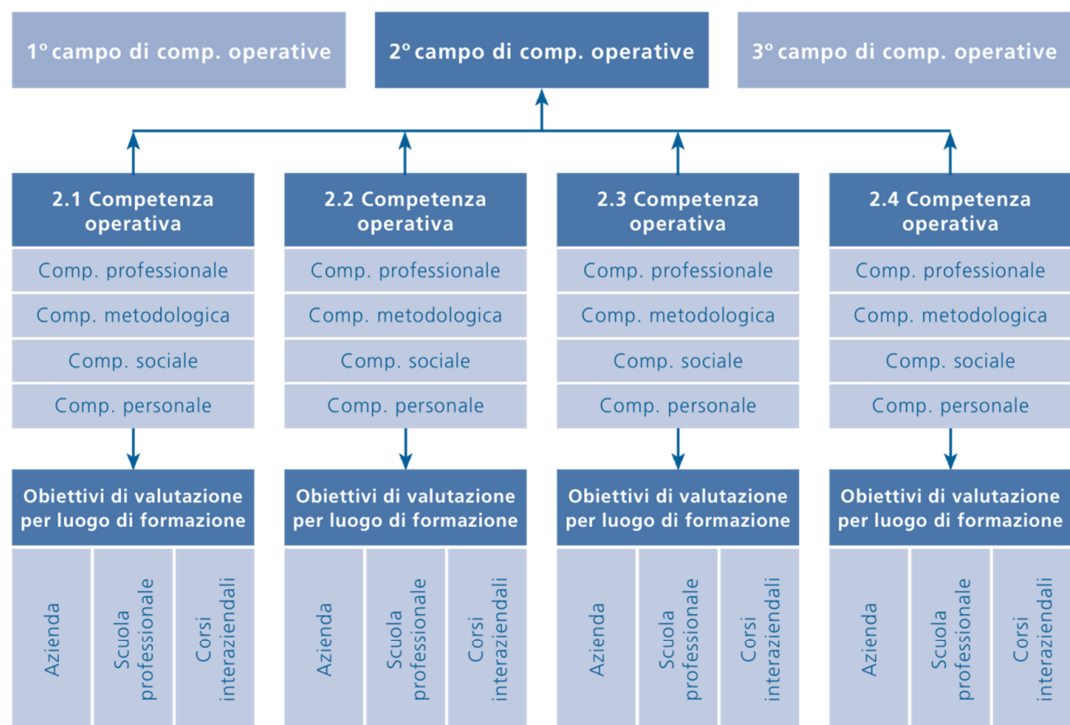 1° campo di comp. operative
2° campo di comp. operative
3° campo di comp. operative
2.1 Competenza
operativa
2.2 Competenza
operativa
2.3 Competenza
operativa
2.4 Competenza
operativa
Comp. professionale
Comp. professionale
Comp. professionale
Comp. professionale
Comp. metodologica
Comp. metodologica
Comp. metodologica
Comp. metodologica
Comp. sociale
Comp. sociale
Comp. sociale
Comp. sociale
Comp. personale
Comp. personale
Comp. personale
Comp. personale
Obiettivi di valutazione
per luogo di formazione
Obiettivi di valutazione
per luogo di formazione
Obiettivi di valutazione
per luogo di formazione
Obiettivi di valutazione
per luogo di formazione
Azienda
Scuola
professionale
Corsi
interaziendali
Azienda
Scuola
professionale
Corsi
interaziendali
Azienda
Scuola
professionale
Corsi
interaziendali
Azienda
Scuola
professionale
Corsi
interaziendali